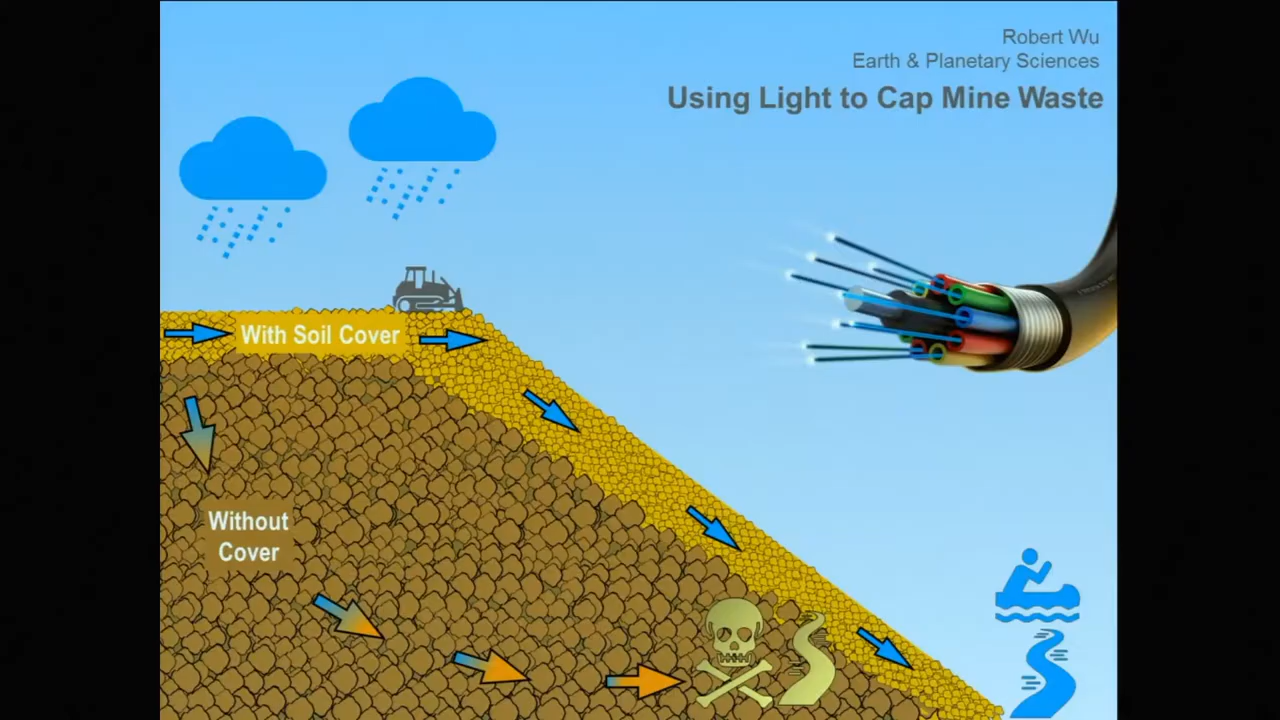 Robert Wu
Earth & Planetary Sciences
Using Light to Cap Mine Waste
With Soil Cover
Without
Cover